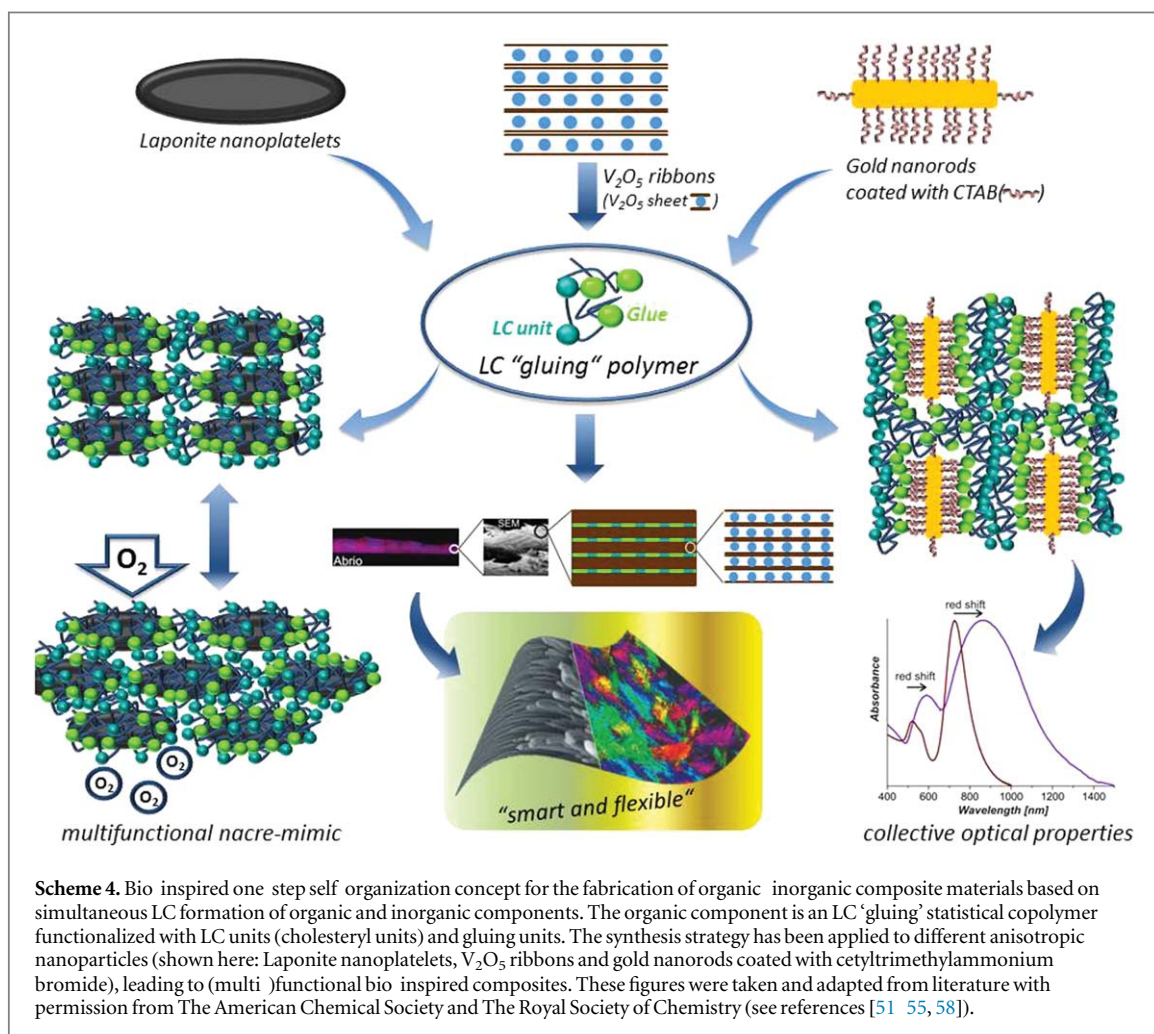 Laponite nanoplatelets
V₂O₅ ribbons
(V₂O₅ sheet )
Gold nanorods
coated with CTAB( )
LC unit
Glue
LC "gluing" polymer
O₂
O₂
O₂
O₂
multifunctional nacre-mimic
Abrio
SEM
"smart and flexible"
red shift
red shift
Absorbance
400 600 800 1000 1200 1400
Wavelength [nm]
collective optical properties
Scheme 4. Bio inspired one step self organization concept for the fabrication of organic inorganic composite materials based on
simultaneous LC formation of organic and inorganic components. The organic component is an LC ‘gluing’ statistical copolymer
functionalized with LC units (cholesteryl units) and gluing units. The synthesis strategy has been applied to different anisotropic
nanoparticles (shown here: Laponite nanoplatelets, V₂O₅ ribbons and gold nanorods coated with cetyltrimethylammonium
bromide), leading to (multi )functional bio inspired composites. These figures were taken and adapted from literature with
permission from The American Chemical Society and The Royal Society of Chemistry (see references [51 55, 58]).